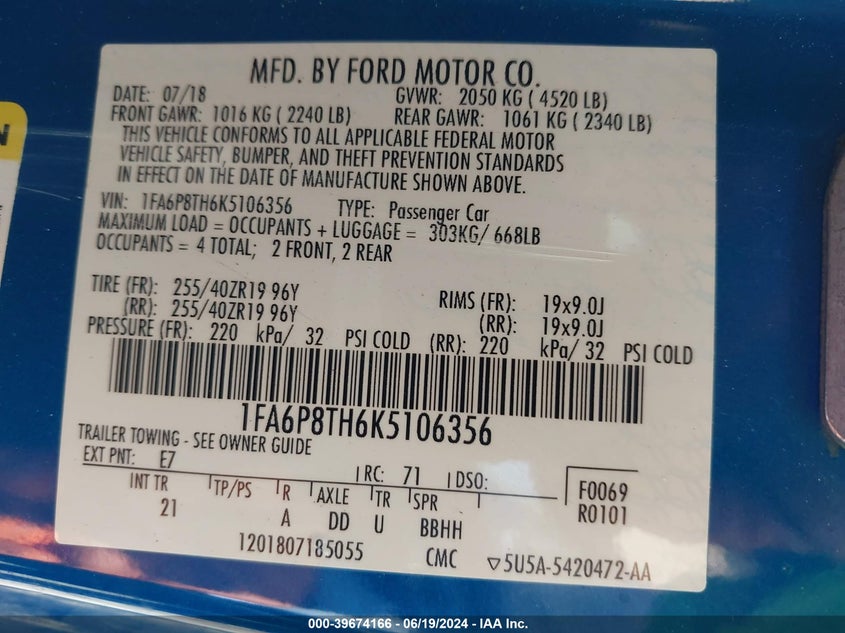 MFD. BY FORD MOTOR CO.
DATE: 07/18 GVWR: 2050 KG ( 4520 LB)
FRONT GAWR: 1016 KG ( 2240 LB) REAR GAWR: 1061 KG ( 2340 LB)
THIS VEHICLE CONFORMS TO ALL APPLICABLE FEDERAL MOTOR
VEHICLE SAFETY, BUMPER, AND THEFT PREVENTION STANDARDS
IN EFFECT ON THE DATE OF MANUFACTURE SHOWN ABOVE.
VIN: 1FA6P8TH6K5106356 TYPE: Passenger Car
MAXIMUM LOAD = OCCUPANTS + LUGGAGE = 303KG/ 668LB
OCCUPANTS = 4 TOTAL; 2 FRONT, 2 REAR
TIRE (FR): 255/40ZR19 96Y RIMS (FR): 19x9.0J
(RR): 255/40ZR19 96Y (RR): 19x9.0J
PRESSURE (FR): 220 kPa/ 32 PSI COLD (RR): 220 kPa/ 32 PSI COLD
1FA6P8TH6K5106356
TRAILER TOWING - SEE OWNER GUIDE
EXT PNT: E7 RC: 71 DSO: F0069
INT TR TP/PS R AXLE TR SPR R0101
21 A DD U BBHH
1201807185055 CMC ▽5U5A-5420472-AA
N
000-39674166 - 06/19/2024 - IAA Inc.